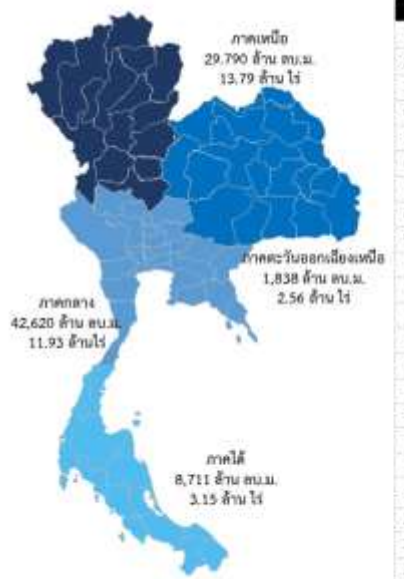 ภาคเหนือ
29.790 ล้าน ลบ.ม.
13.79 ล้าน ไร่
ภาคตะวันออกเฉียงเหนือ
1,838 ล้าน ลบ.ม.
2.56 ล้าน ไร่
ภาคกลาง
42,620 ล้าน ลบ.ม.
11.93 ล้านไร่
ภาคใต้
8,711 ล้าน ลบ.ม.
3.15 ล้าน ไร่